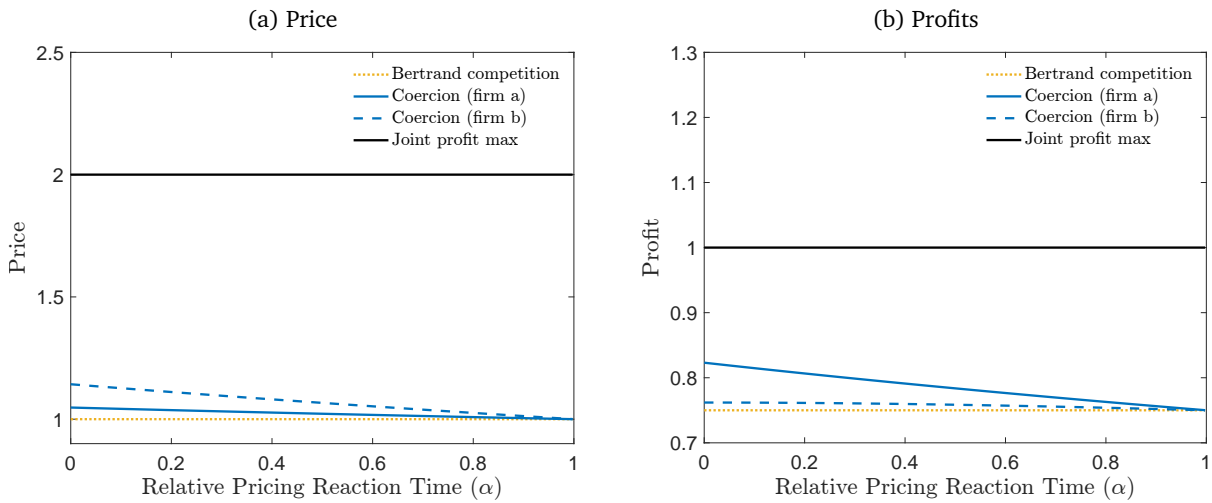 (a) Price
2.5
2
1.5
1
Price
0
0.2
0.4
0.6
0.8
1
Relative Pricing Reaction Time (α)
Bertrand competition
Coercion (firm a)
Coercion (firm b)
Joint profit max
(b) Profits
1.3
1.2
1.1
1
0.9
0.8
0.7
Profit
0
0.2
0.4
0.6
0.8
1
Relative Pricing Reaction Time (α)
Bertrand competition
Coercion (firm a)
Coercion (firm b)
Joint profit max